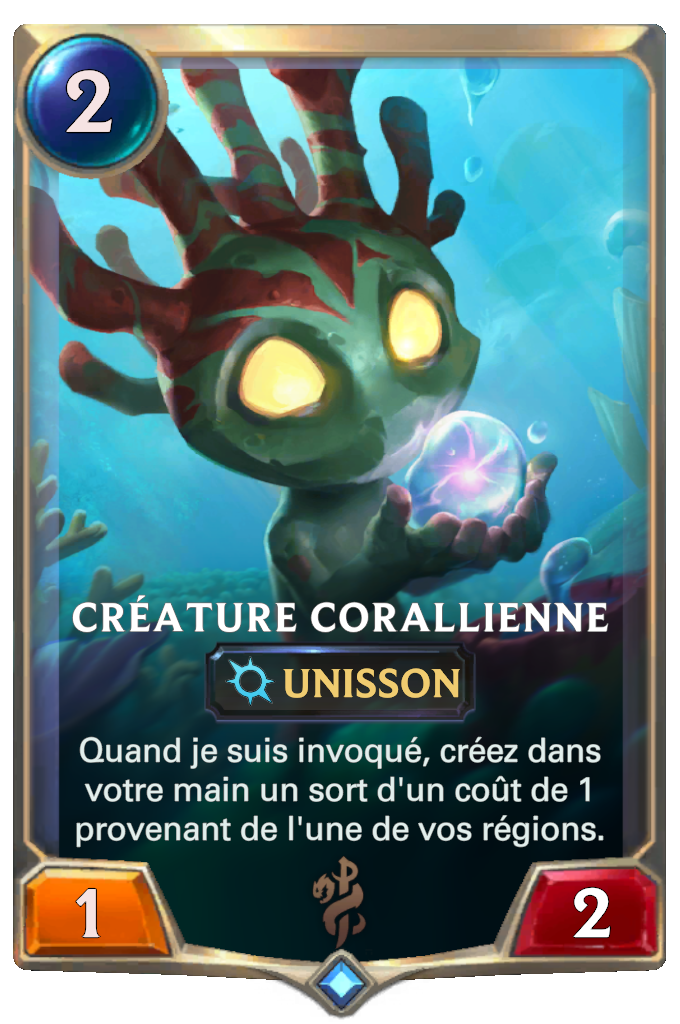 2
CRÉATURE CORALLIENNE
UNISSON
Quand je suis invoqué, créez dans
votre main un sort d'un coût de 1
provenant de l'une de vos régions.
1 2